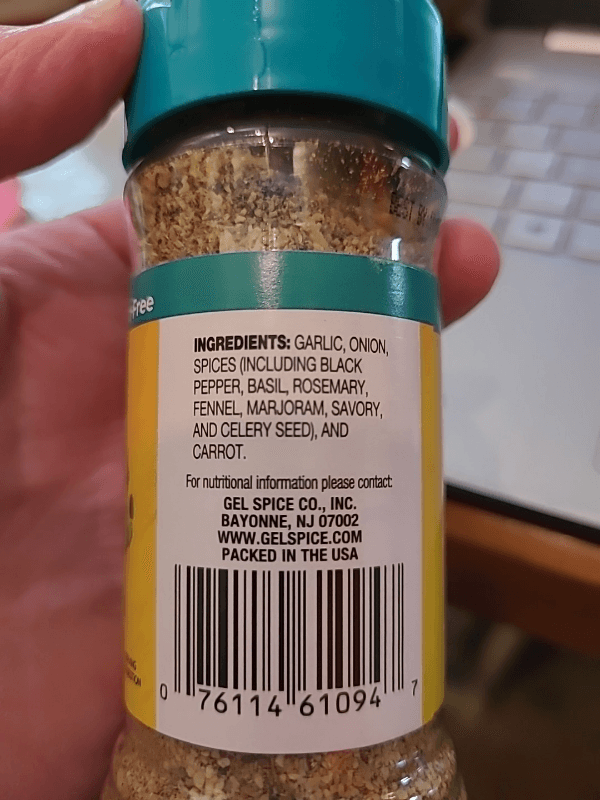 BEST BY
-Free
INGREDIENTS: GARLIC, ONION,
SPICES (INCLUDING BLACK
PEPPER, BASIL, ROSEMARY,
FENNEL, MARJORAM, SAVORY,
AND CELERY SEED), AND
CARROT.
For nutritional information please contact:
GEL SPICE CO., INC.
BAYONNE, NJ 07002
WWW.GELSPICE.COM
PACKED IN THE USA
0 76114 61094 7